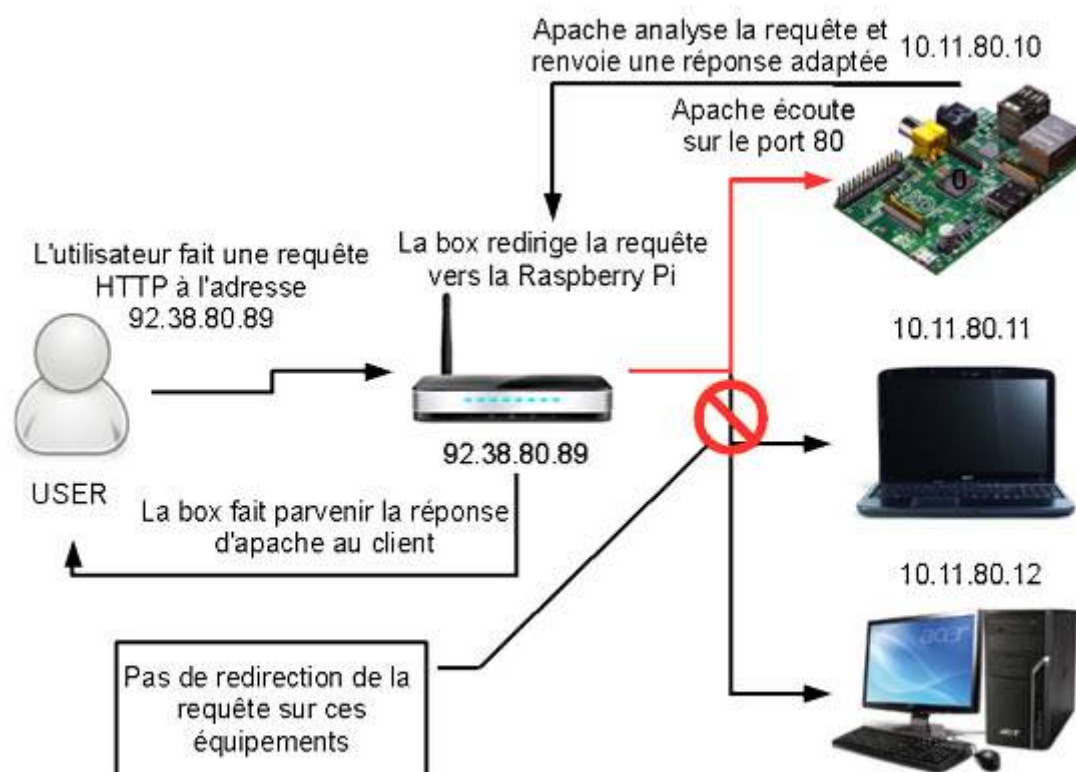 Apache analyse la requête et
renvoie une réponse adaptée
10.11.80.10
Apache écoute
sur le port 80
0
L'utilisateur fait une requête
HTTP à l'adresse
92.38.80.89
La box redirige la requête
vers la Raspberry Pi
10.11.80.11
92.38.80.89
USER
La box fait parvenir la réponse
d'apache au client
10.11.80.12
acer
Pas de redirection de la
requête sur ces
équipements